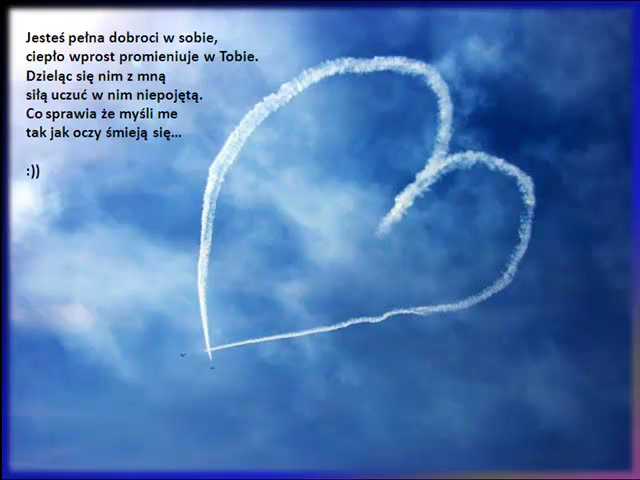 Jesteś pełna dobroci w sobie,
ciepło wprost promieniuje w Tobie.
Dzieląc się nim z mną
siłą uczuć w nim niepojętą.
Co sprawia że myśli me
tak jak oczy śmieją się...
:))